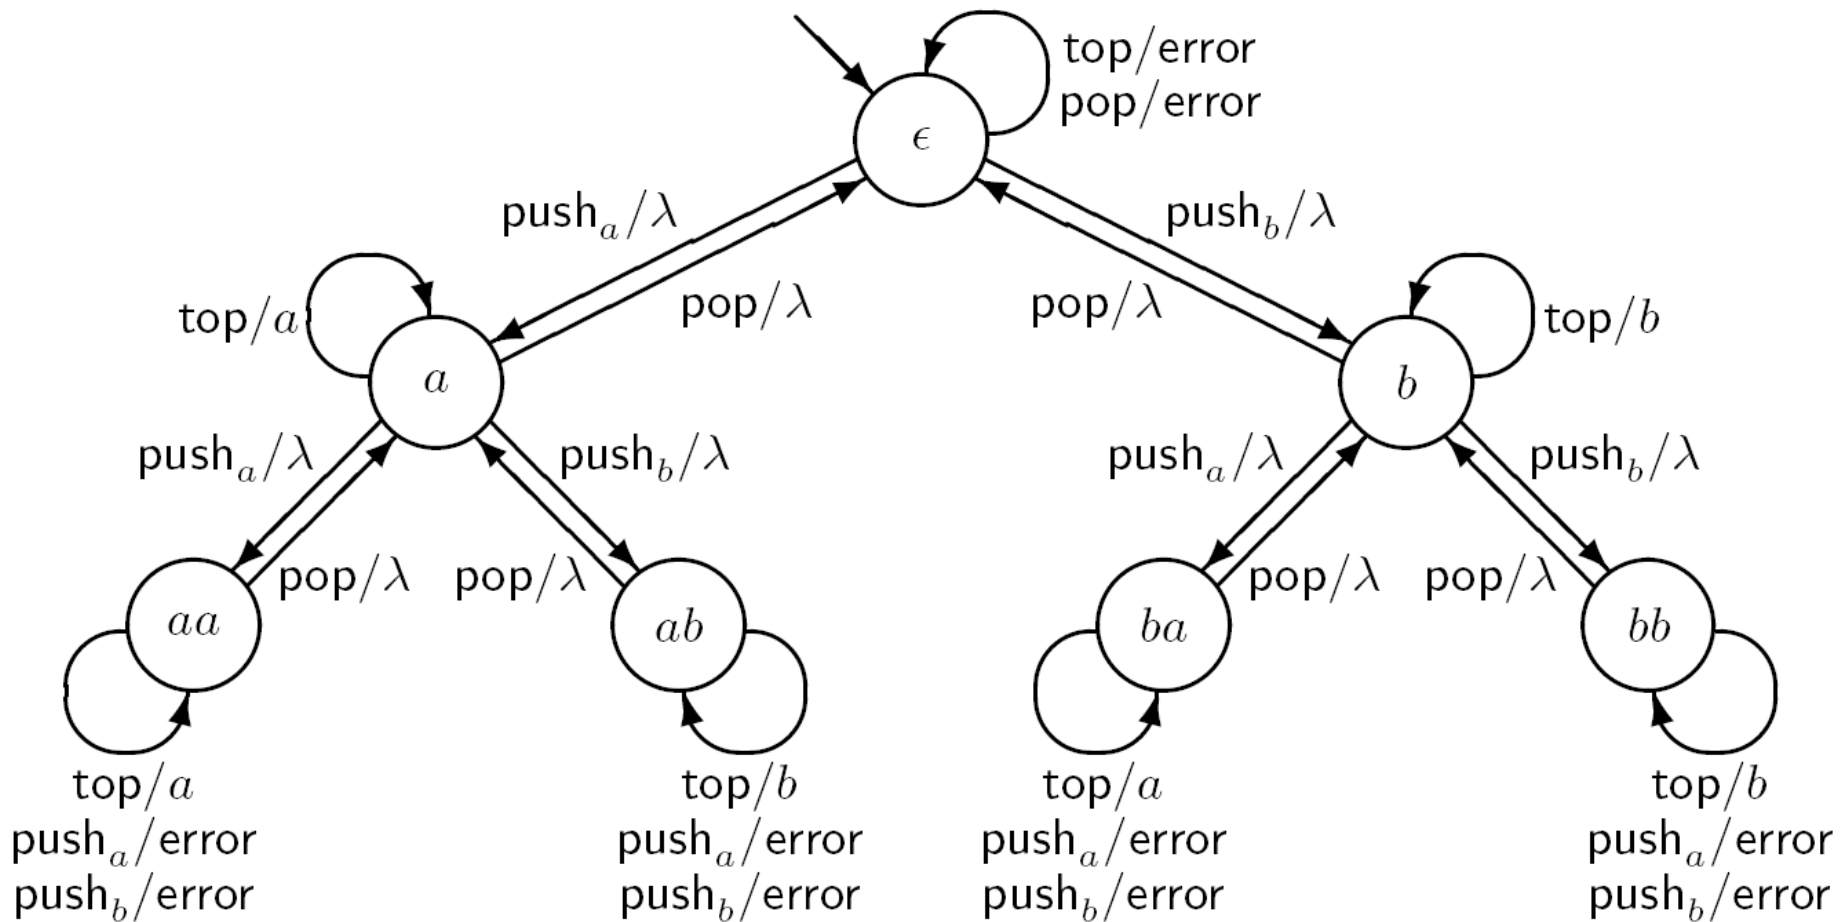 top/error
pop/error
ϵ
push_a/λ
push_b/λ
pop/λ
pop/λ
top/a
top/b
a
b
push_a/λ
push_b/λ
push_a/λ
push_b/λ
pop/λ
pop/λ
pop/λ
pop/λ
aa
ab
ba
bb
top/a
push_a/error
push_b/error
top/b
push_a/error
push_b/error
top/a
push_a/error
push_b/error
top/b
push_a/error
push_b/error